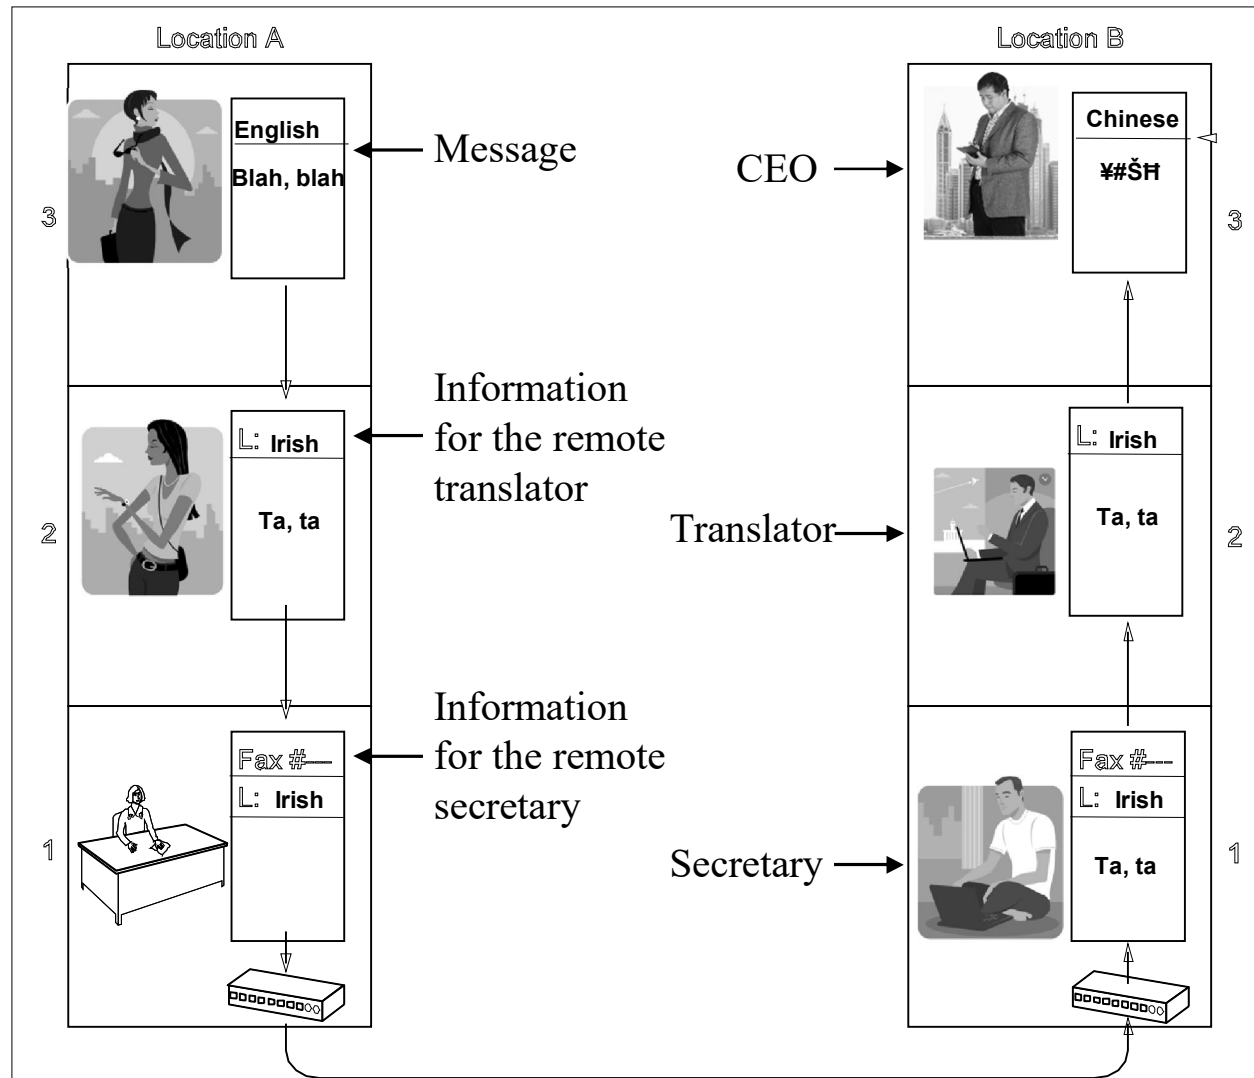 Location A
Location B
English
Blah, blah
Message
CEO
Chinese
¥#ŠĦ
3
3
Information
for the remote
translator
L: Irish
Ta, ta
Translator
L: Irish
Ta, ta
2
2
Information
for the remote
secretary
Fax #---
L: Irish
Secretary
Fax #---
L: Irish
Ta, ta
1
1